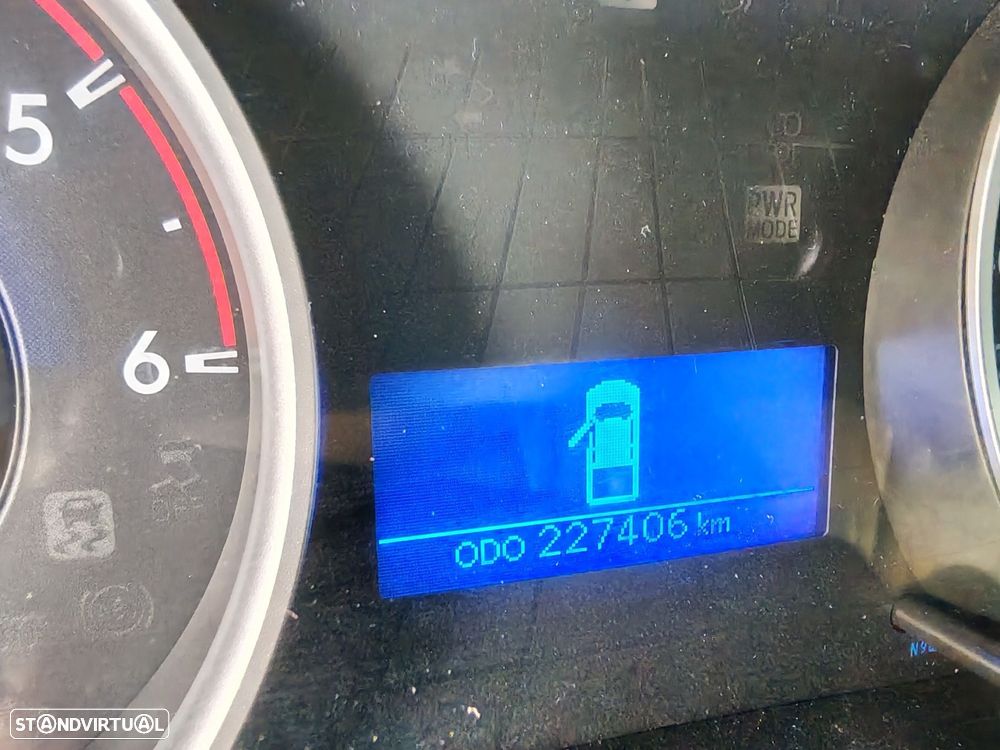 5
6
PWR
MODE
ODO 227406 km
STANDVIRTUAL